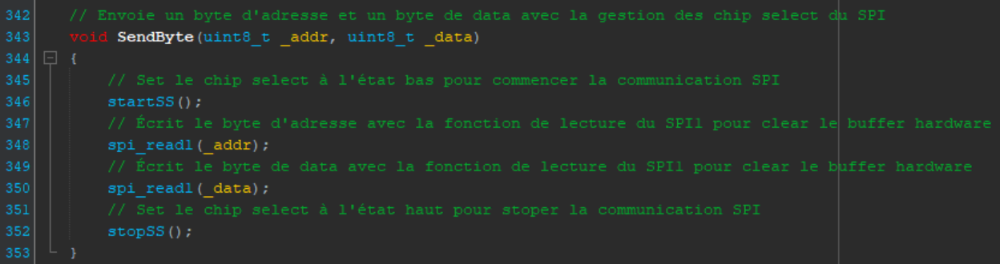 342 // Envoie un byte d'adresse et un byte de data avec la gestion des chip select du SPI
343 void SendByte(uint8_t _addr, uint8_t _data)
344 {
345 // Set le chip select à l'état bas pour commencer la communication SPI
346 startSS();
347 // Écrit le byte d'adresse avec la fonction de lecture du SPI1 pour clear le buffer hardware
348 spi_read1(_addr);
349 // Écrit le byte de data avec la fonction de lecture du SPI1 pour clear le buffer hardware
350 spi_read1(_data);
351 // Set le chip select à l'état haut pour stoper la communication SPI
352 stopSS();
353 }